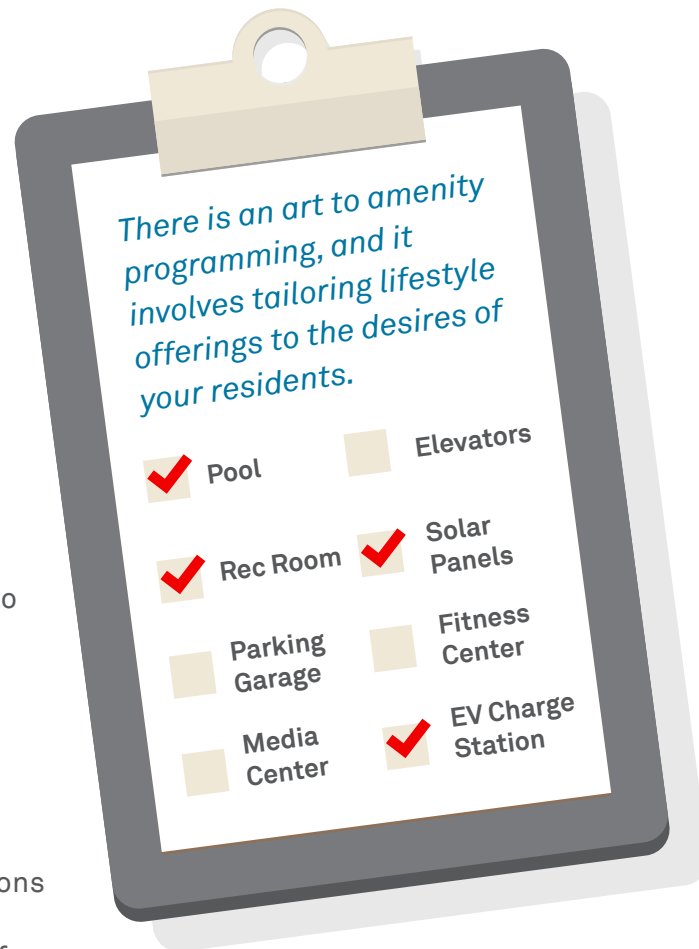 There is an art to amenity
programming, and it
involves tailoring lifestyle
offerings to the desires of
your residents.
Pool
Elevators
Rec Room
Solar
Panels
Parking
Garage
Fitness
Center
Media
Center
EV Charge
Station